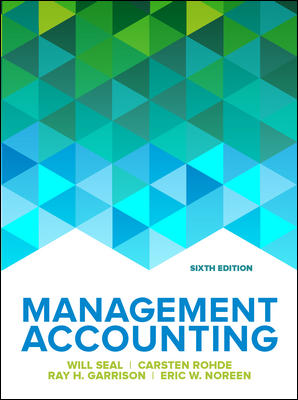 SIXTH EDITION
MANAGEMENT
ACCOUNTING
WILL SEAL | CARSTEN ROHDE
RAY H. GARRISON | ERIC W. NOREEN